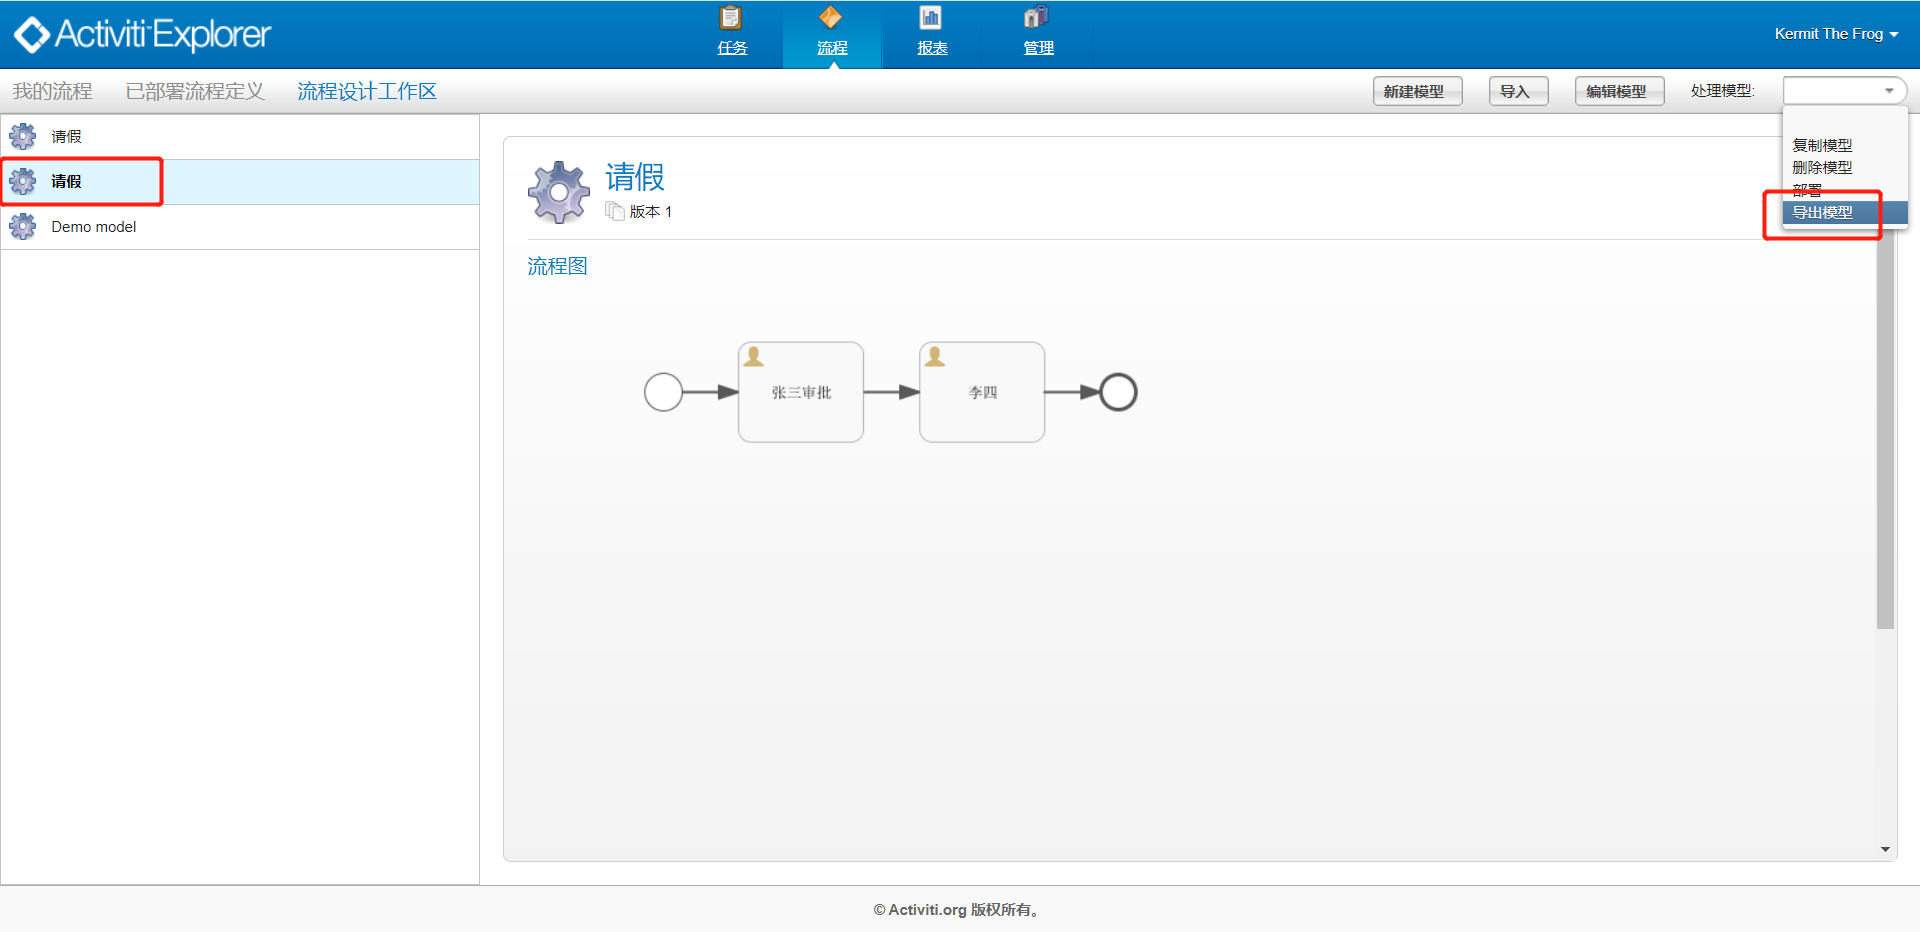 Activiti Explorer
任务
流程
报表
管理
Kermit The Frog
我的流程
已部署流程定义
流程设计工作区
新建模型
导入
编辑模型
处理模型:
复制模型
删除模型
部署
导出模型
请假
请假
Demo model
请假
版本 1
流程图
张三审批
李四
© Activiti.org 版权所有。